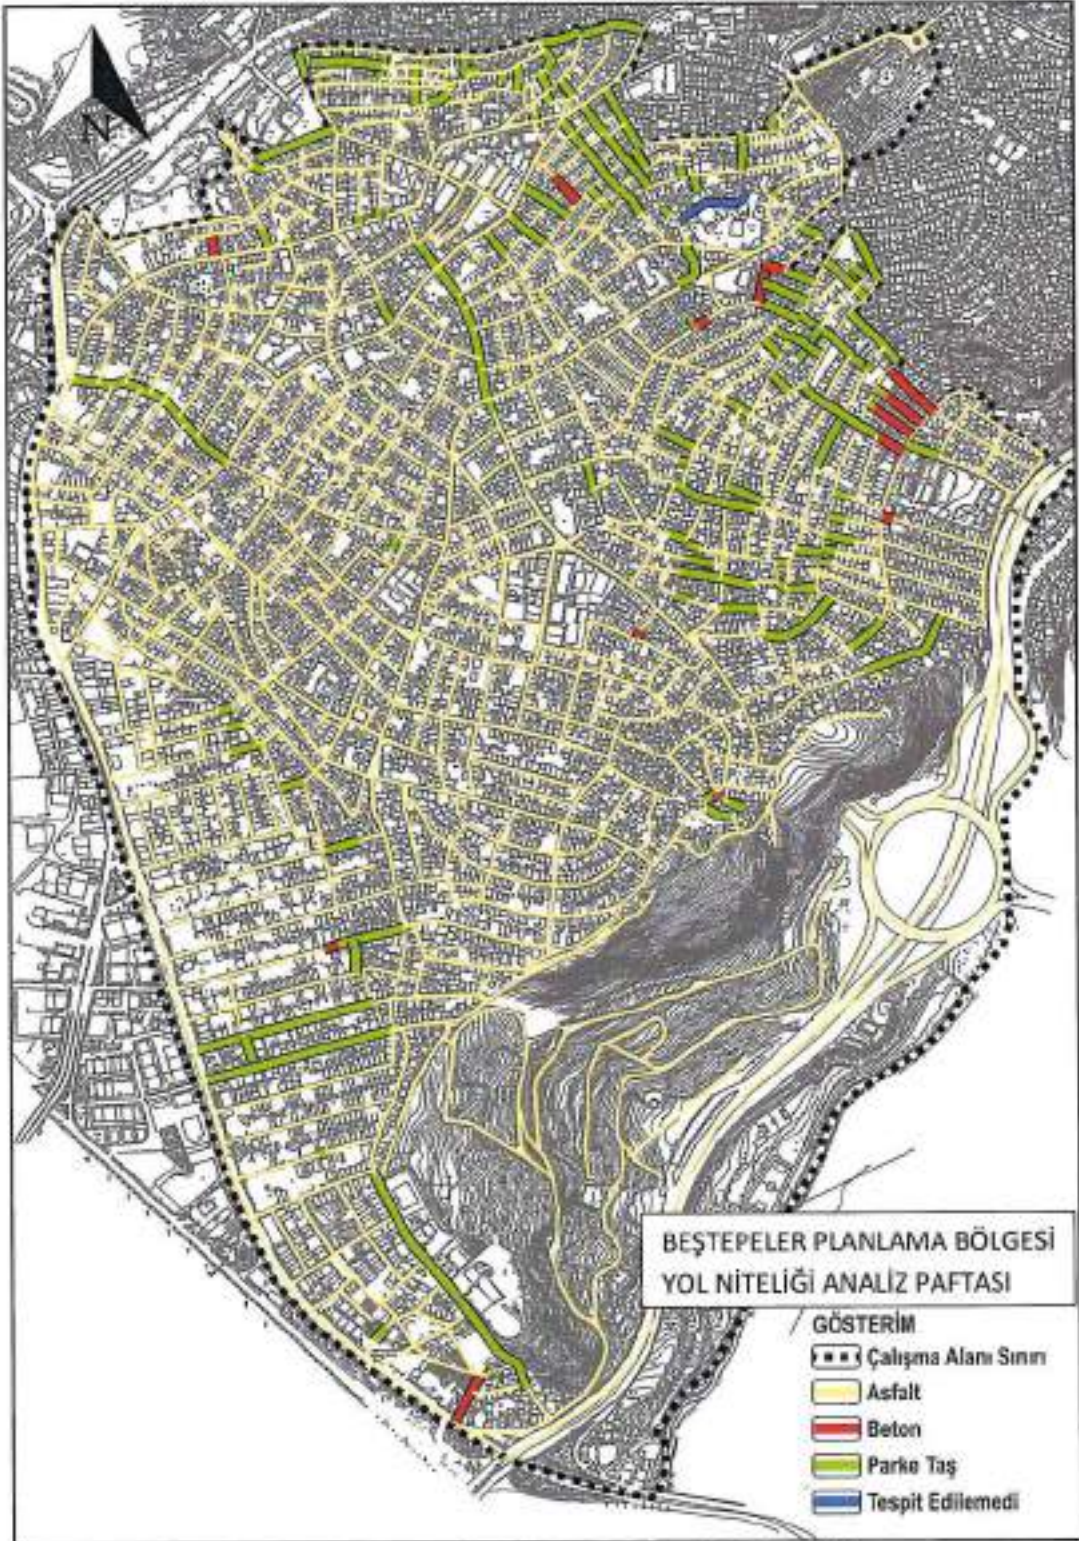 N
BEŞTEPELER PLANLAMA BÖLGESİ
YOL NİTELİĞİ ANALİZ PAFTASI
GÖSTERİM
Çalışma Alanı Sınırı
Asfalt
Beton
Parke Taş
Tespit Edilemedi